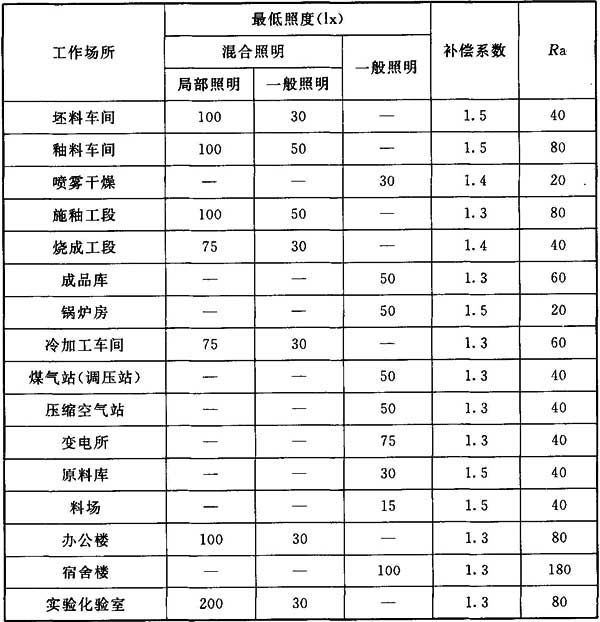 工作场所 最低照度(lx) 补偿系数 Ra
混合照明 一般照明
局部照明 一般照明
坯料车间 100 30 — 1.5 40
釉料车间 100 50 — 1.5 80
喷雾干燥 — — 30 1.4 20
施釉工段 100 50 — 1.3 80
烧成工段 75 30 — 1.4 40
成品库 — — 50 1.3 60
锅炉房 — — 50 1.5 20
冷加工车间 75 30 — 1.3 60
煤气站(调压站) — — 50 1.3 40
压缩空气站 — — 50 1.3 40
变电所 — — 75 1.3 40
原料库 — — 30 1.5 40
料场 — — 15 1.5 40
办公楼 100 30 — 1.3 80
宿舍楼 — — 100 1.3 180
实验化验室 200 30 — 1.3 80